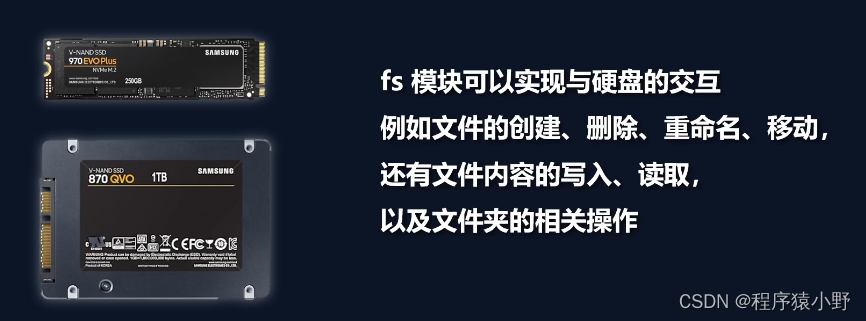 V-NAND SSD
970 EVO Plus
NVMe M.2
SAMSUNG
250GB
V-NAND SSD
870 QVO
1TB
SAMSUNG
fs 模块可以实现与硬盘的交互
例如文件的创建、删除、重命名、移动，
还有文件内容的写入、读取，
以及文件夹的相关操作
CSDN @程序猿小野